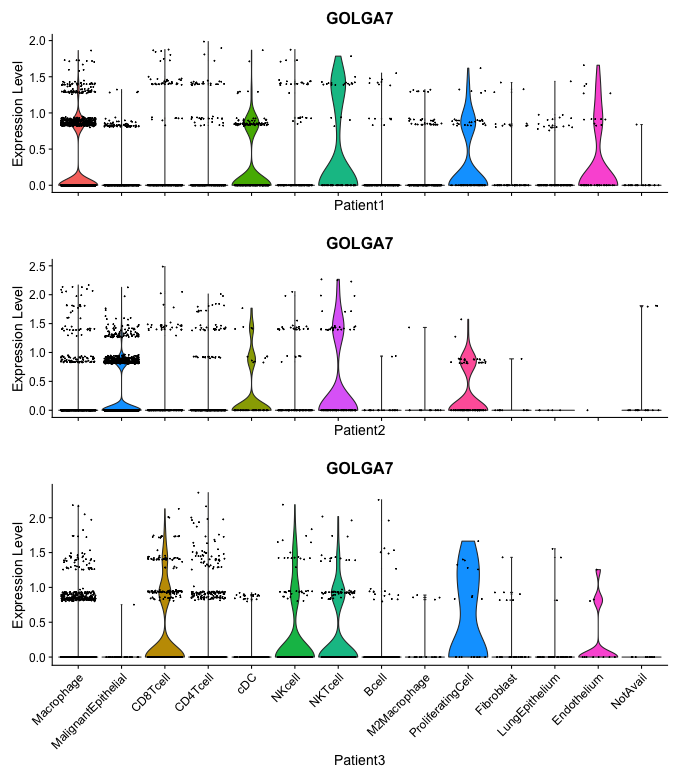 GOLGA7
Expression Level
2.0
1.5
1.0
0.5
0.0
Patient1
GOLGA7
Expression Level
2.5
2.0
1.5
1.0
0.5
0.0
Patient2
GOLGA7
Expression Level
2.0
1.5
1.0
0.5
0.0
Macrophage
MalignantEpithelial
CD8Tcell
CD4Tcell
cDC
NKcell
NKTcell
Bcell
M2Macrophage
ProliferatingCell
Fibroblast
LungEpithelium
Endothelium
NotAvail
Patient3